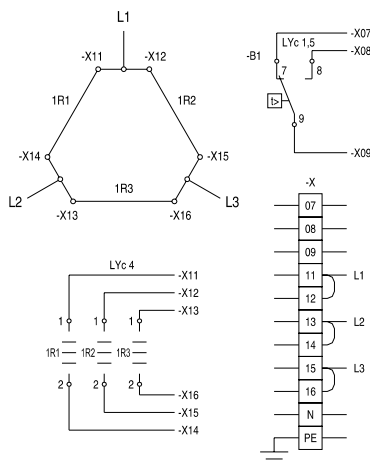 L1
-X11 -X12
1R1 1R2
-X14 -X15
L2 1R3 L3
-X13 -X16
-X07
LYc 1,5
-X08
-B1
7 8
t>
9
-X09
LYc 4
-X11
-X12
-X13
1 1 1
1R1 1R2 1R3
2 2 2
-X16
-X15
-X14
-X
07
08
09
11 L1
12
13 L2
14
15 L3
16
N
PE